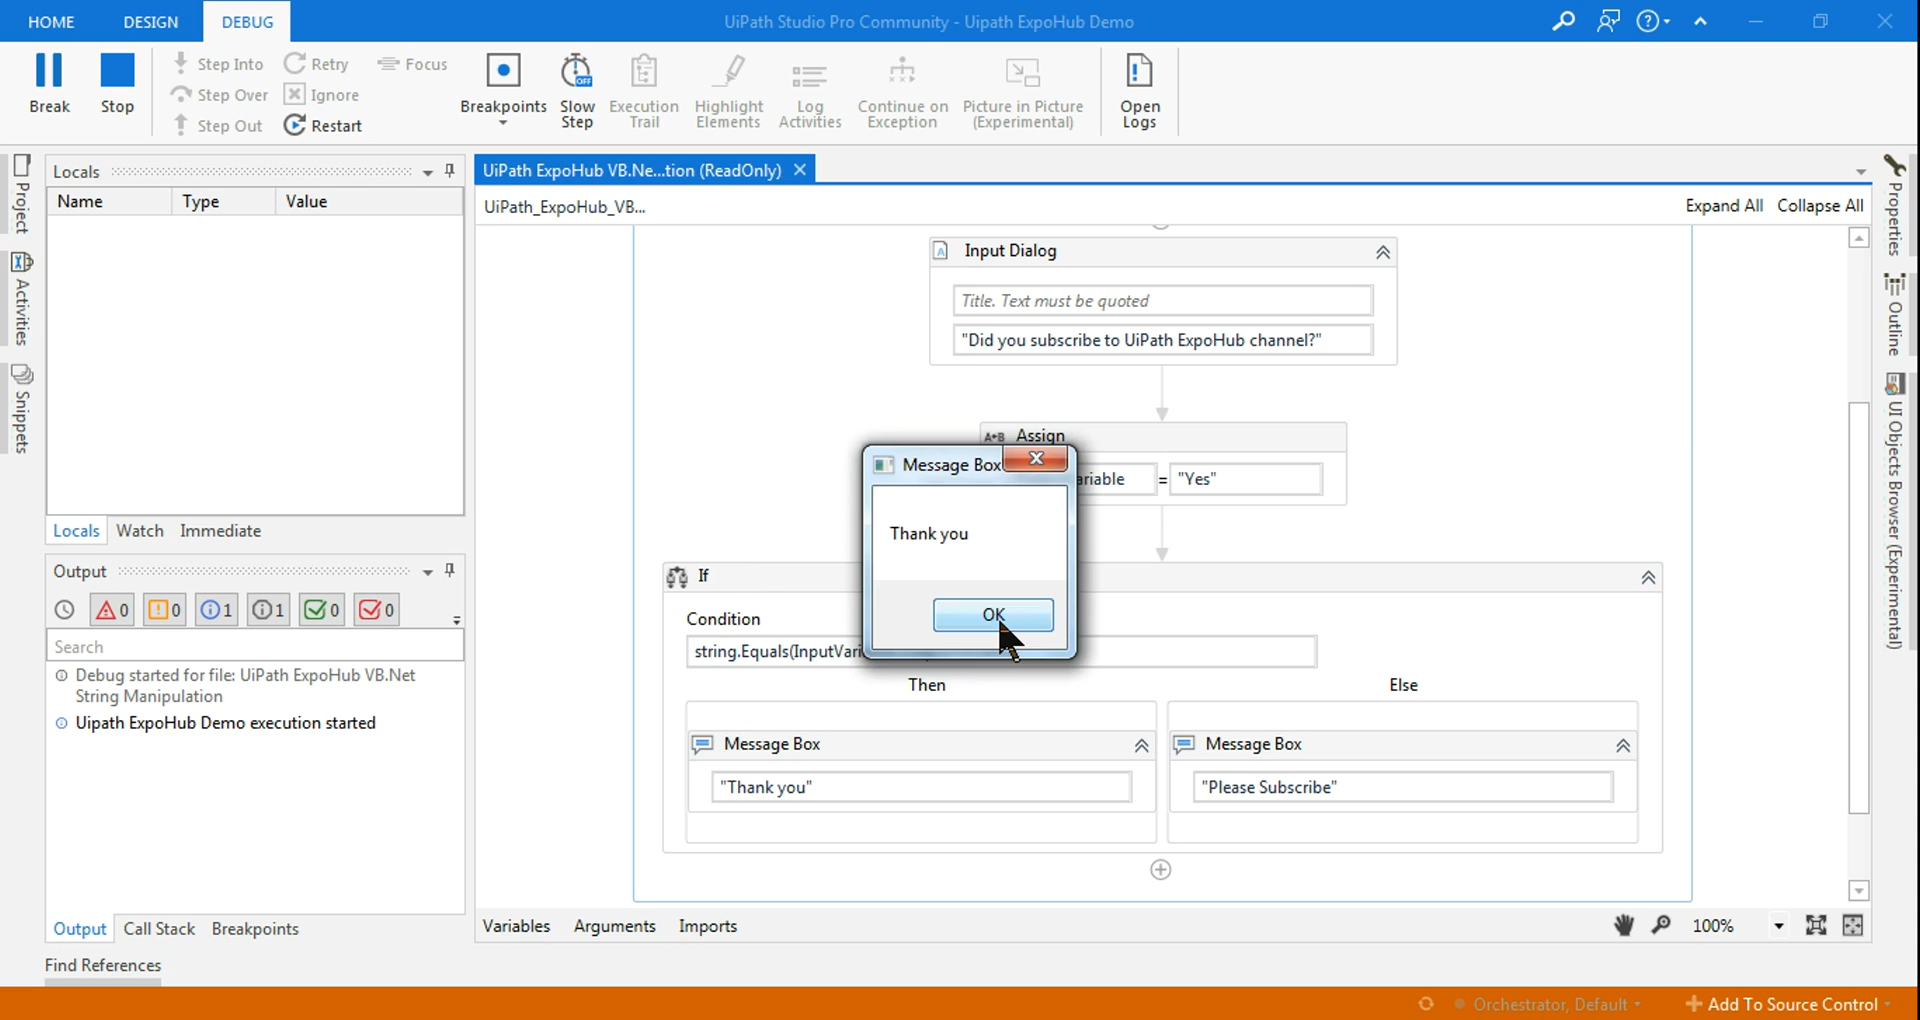 HOME DESIGN DEBUG
UiPath Studio Pro Community - Uipath ExpoHub Demo
Break
Stop
Step Into
Step Over
Step Out
Retry
Ignore
Restart
Focus
Breakpoints
Slow
Step
Execution
Trail
Highlight
Elements
Log
Activities
Continue on
Exception
Picture in Picture
(Experimental)
Open
Logs
Project
Activities
Snippets
Locals
Name Type Value
Locals Watch Immediate
Output
0 0 1 1 0 0
Search
Debug started for file: UiPath ExpoHub VB.Net
String Manipulation
Uipath ExpoHub Demo execution started
Output Call Stack Breakpoints
Find References
UiPath ExpoHub VB.Ne...tion (ReadOnly)
UiPath_ExpoHub_VB...
Expand All Collapse All
Input Dialog
Title. Text must be quoted
"Did you subscribe to UiPath ExpoHub channel?"
A+B Assign
ariable = "Yes"
Message Box
Thank you
OK
If
Condition
string.Equals(InputVari
Then
Else
Message Box
"Thank you"
Message Box
"Please Subscribe"
Variables Arguments Imports
100%
Properties
Outline
UI Objects Browser (Experimental)
Orchestrator, Default
Add To Source Control